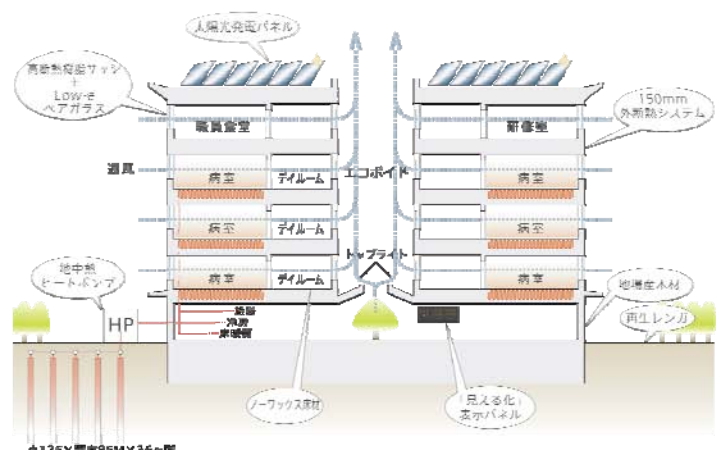 太陽光発電パネル
高断熱樹脂サッシ
+
Low-e
ペアガラス
職員食堂
研修室
150mm
外断熱システム
通風
病室
デイルーム
エコボイド
病室
病室
デイルーム
病室
トップライト
病室
デイルーム
病室
地中熱
ヒートポンプ
地場産木材
HP
給湯
冷房
床暖房
再生レンガ
ノーワックス床材
「見える化」
表示パネル